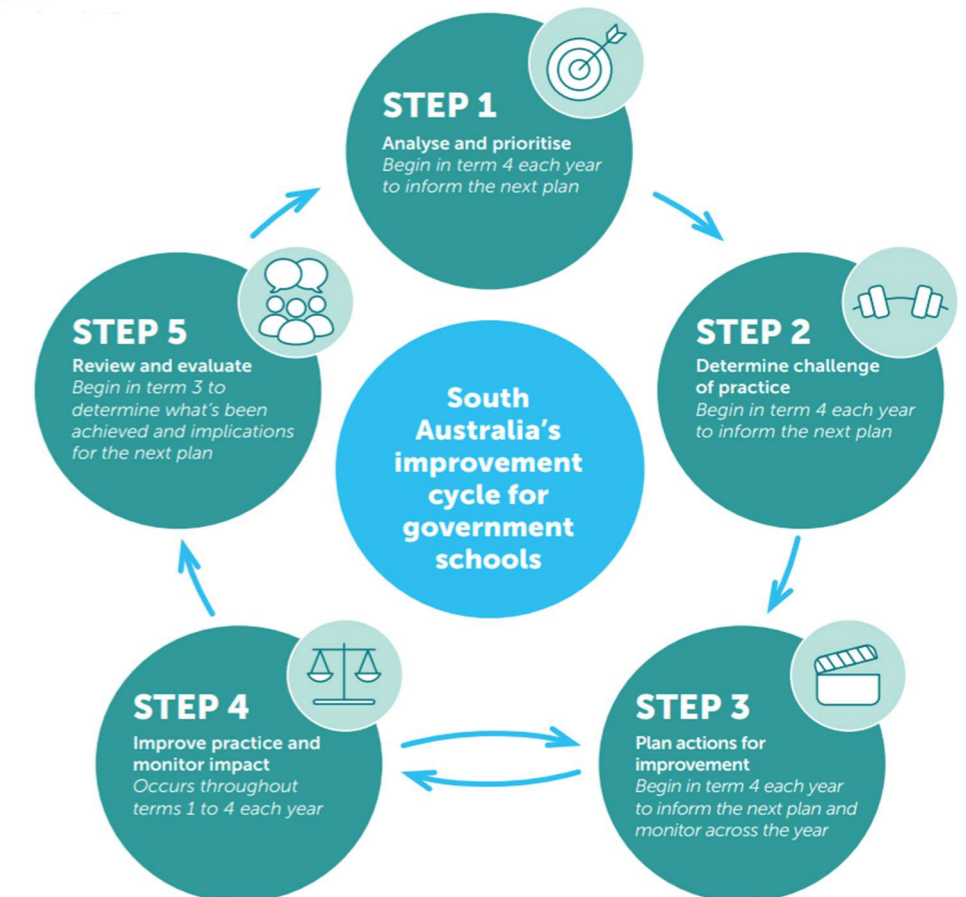 STEP 1
Analyse and prioritise
Begin in term 4 each year
to inform the next plan
STEP 2
Determine challenge
of practice
Begin in term 4 each year
to inform the next plan
STEP 3
Plan actions for
improvement
Begin in term 4 each year
to inform the next plan and
monitor across the year
STEP 4
Improve practice and
monitor impact
Occurs throughout
terms 1 to 4 each year
STEP 5
Review and evaluate
Begin in term 3 to
determine what's been
achieved and implications
for the next plan
South
Australia's
improvement
cycle for
government
schools